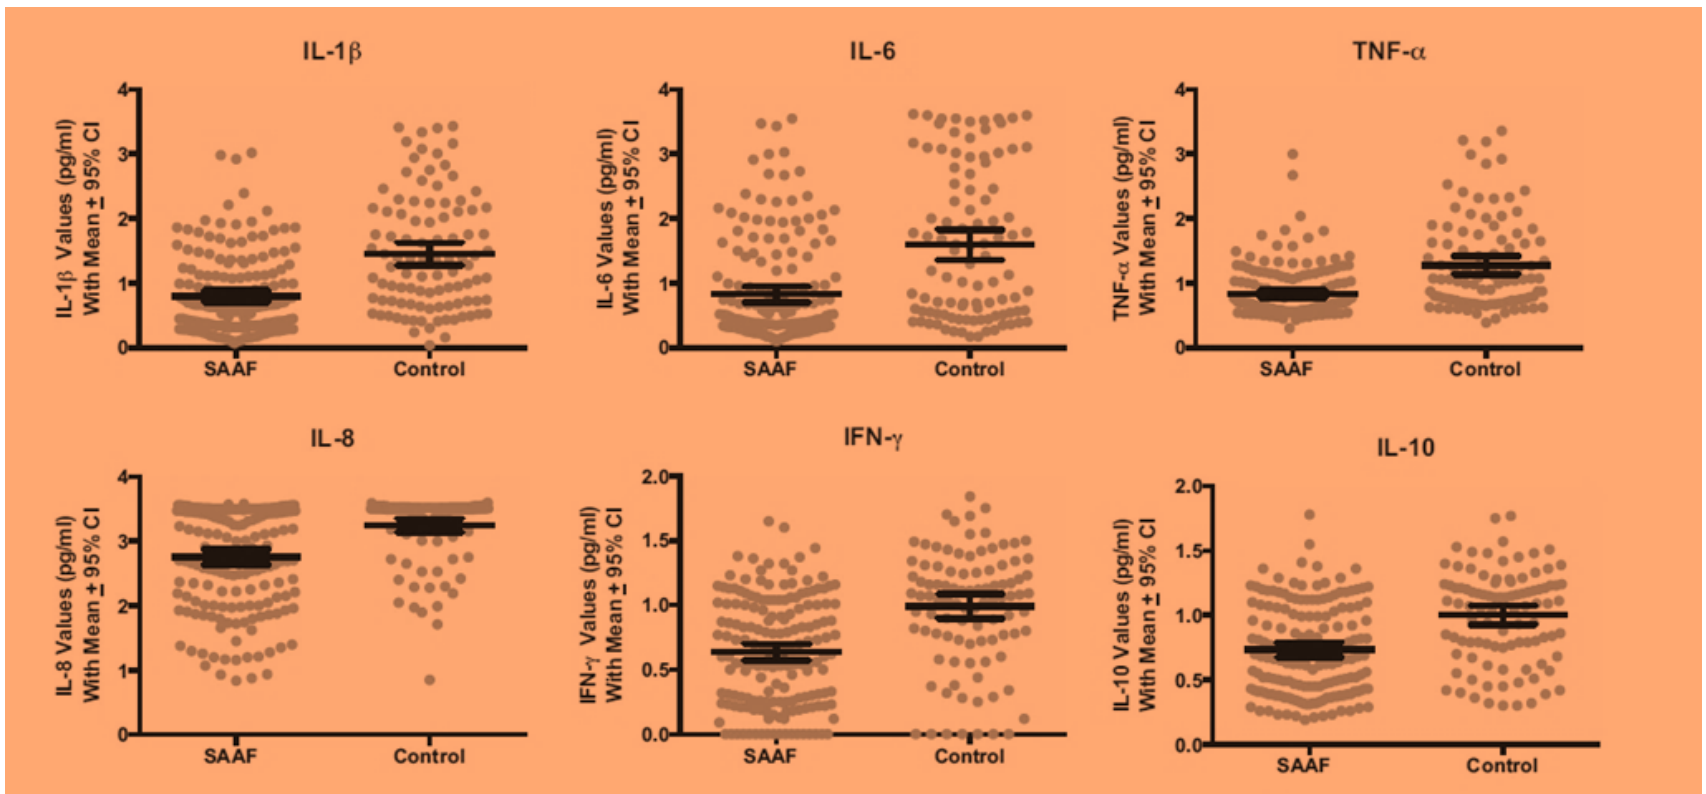 IL-1β
IL-1β Values (pg/ml)
With Mean ± 95% CI
4
3
2
1
0
SAAF
Control
IL-6
IL-6 Values (pg/ml)
With Mean ± 95% CI
4
3
2
1
0
SAAF
Control
TNF-α
TNF-α Values (pg/ml)
With Mean ± 95% CI
4
3
2
1
0
SAAF
Control
IL-8
IL-8 Values (pg/ml)
With Mean ± 95% CI
4
3
2
1
0
SAAF
Control
IFN-γ
IFN-γ Values (pg/ml)
With Mean ± 95% CI
2.0
1.5
1.0
0.5
0.0
SAAF
Control
IL-10
IL-10 Values (pg/ml)
With Mean ± 95% CI
2.0
1.5
1.0
0.5
0.0
SAAF
Control